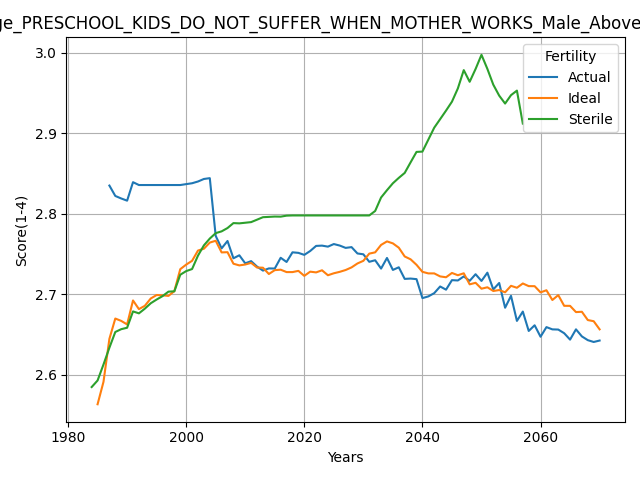 ge_PRESCHOOL_KIDS_DO_NOT_SUFFER_WHEN_MOTHER_WORKS_Male_Above
Fertility
Actual
Ideal
Sterile
Score(1-4)
3.0
2.9
2.8
2.7
2.6
1980 2000 2020 2040 2060
Years